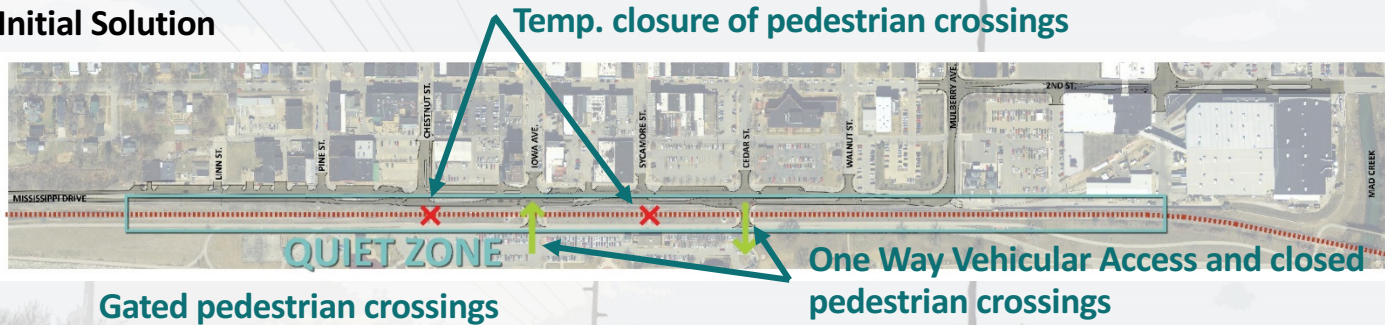 Initial Solution
Temp. closure of pedestrian crossings
LINN ST.
PINE ST.
CHESTNUT ST.
IOWA AVE.
SYCAMORE ST.
CEDAR ST.
WALNUT ST.
MULBERRY AVE.
2ND ST.
MAD CREEK
MISSISSIPPI DRIVE
QUIET ZONE
One Way Vehicular Access and closed
pedestrian crossings
Gated pedestrian crossings